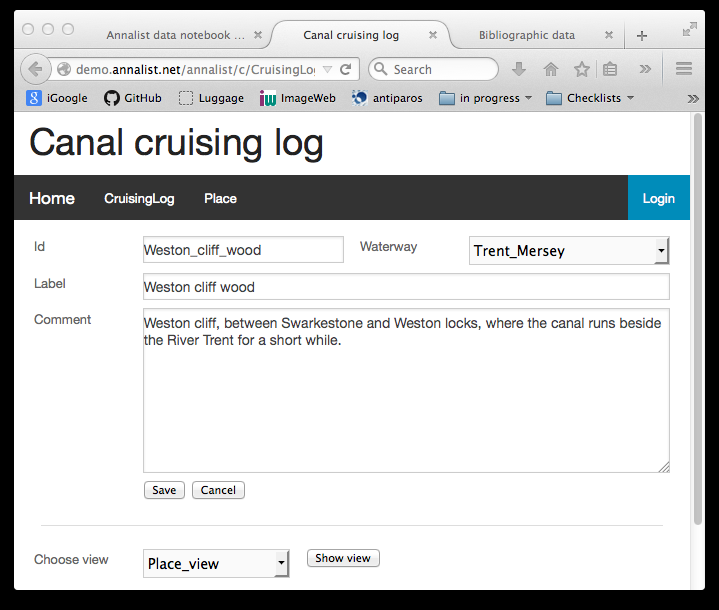 Annalist data notebook ...
Canal cruising log
Bibliographic data
demo.annalist.net/annalist/c/CruisingLog
Search
iGoogle GitHub Luggage ImageWeb antiparos in progress Checklists
Canal cruising log
Home CruisingLog Place Login
Id Weston_cliff_wood Waterway Trent_Mersey
Label Weston cliff wood
Comment Weston cliff, between Swarkestone and Weston locks, where the canal runs beside
the River Trent for a short while.
Save Cancel
Choose view Place_view Show view